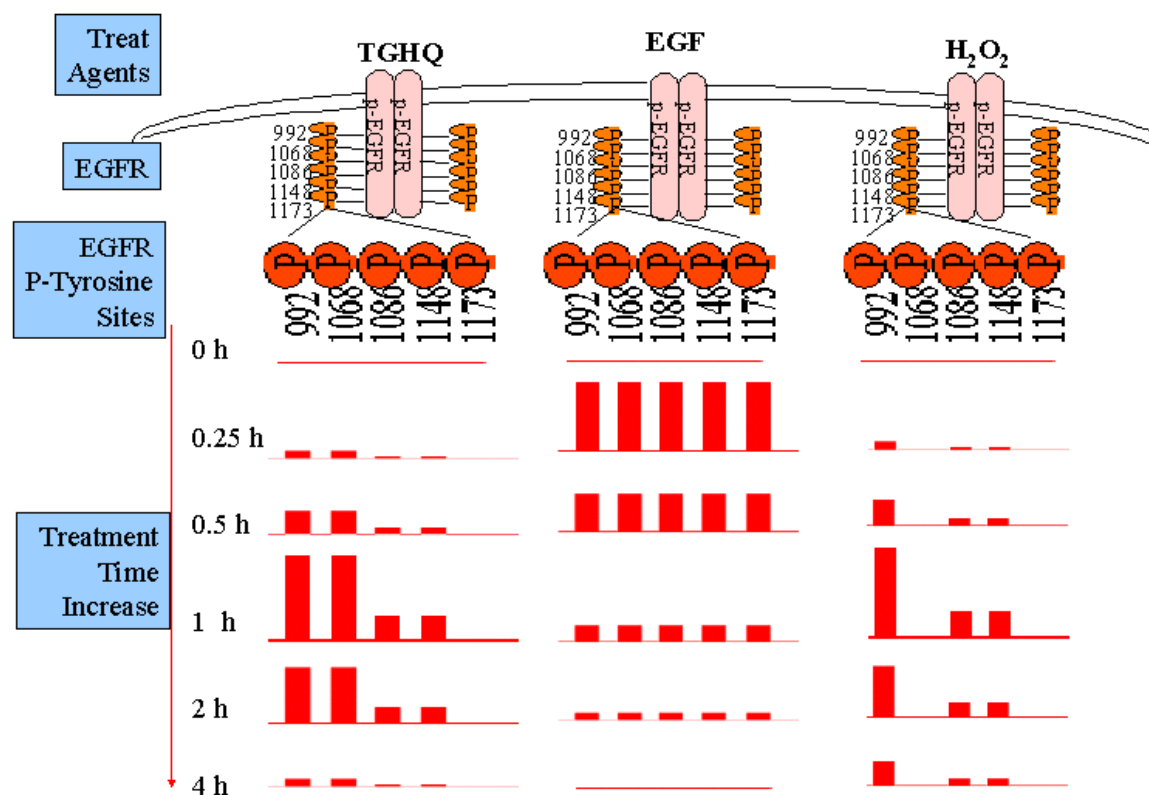 Treat
Agents
TGHQ
EGF
H₂O₂
EGFR
p-EGFR
p-EGFR
992
1068
1086
1148
1173
P
P
P
P
P
P
P
P
P
P
p-EGFR
p-EGFR
992
1068
1086
1148
1173
P
P
P
P
P
P
P
P
P
P
p-EGFR
p-EGFR
992
1068
1086
1148
1173
P
P
P
P
P
P
P
P
P
P
EGFR
P-Tyrosine
Sites
P P P P P
992 1068 1086 1148 1173
P P P P P
992 1068 1086 1148 1173
P P P P P
992 1068 1086 1148 1173
0 h
0.25 h
0.5 h
Treatment
Time
Increase
1 h
2 h
4 h